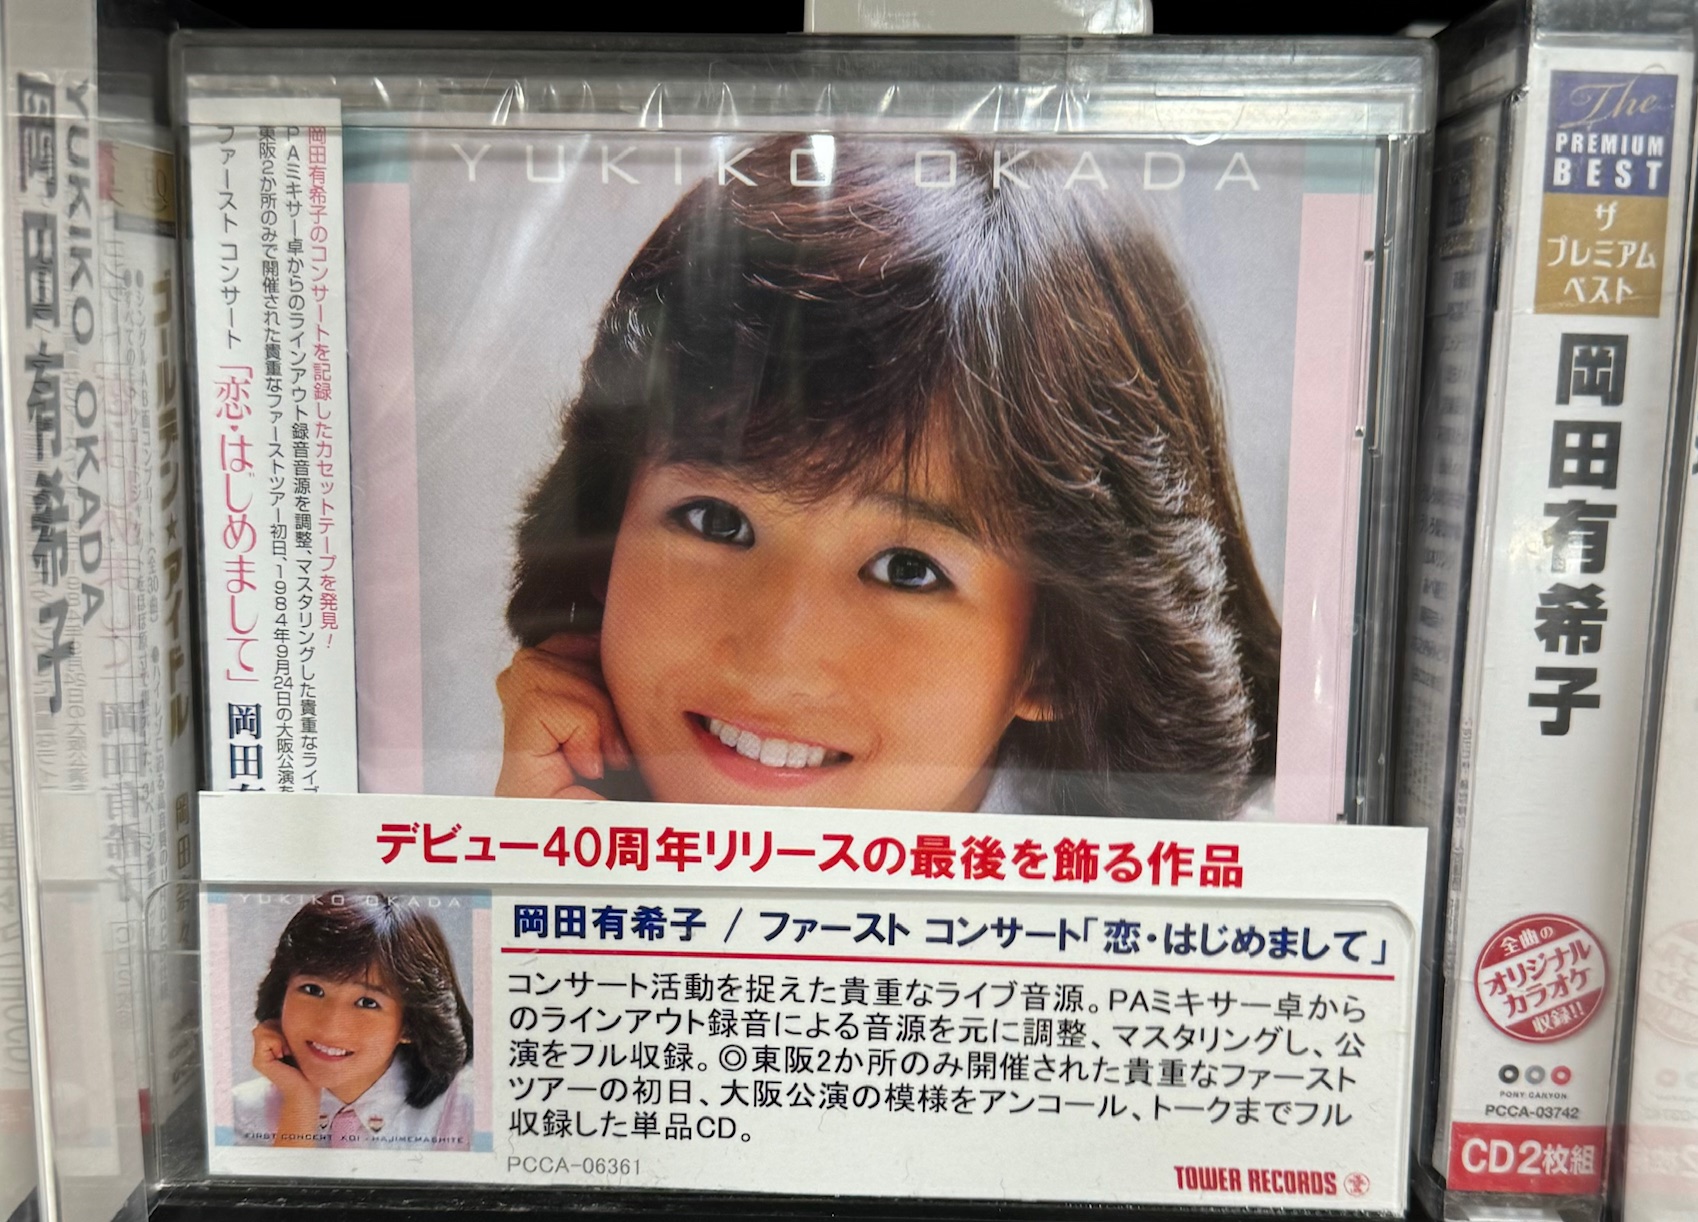 YUKIKO OKADA
岡田有希子のコンサートを記録したカセットテープを発見!
PAミキサー卓からのラインアウト録音音源を調整、マスタリングした貴重なライブ
東阪2か所のみで開催された貴重なファーストツアー初日、1984年9月24日の大阪公演を
ファースト コンサート「恋・はじめまして」 岡田
デビュー40周年リリースの最後を飾る作品
YUKIKO OKADA
FIRST CONCERT KOI・HAJIMEMASHITE
岡田有希子 / ファースト コンサート「恋・はじめまして」
コンサート活動を捉えた貴重なライブ音源。PAミキサー卓から
のラインアウト録音による音源を元に調整、マスタリングし、公
演をフル収録。◎東阪2か所のみ開催された貴重なファースト
ツアーの初日、大阪公演の模様をアンコール、トークまでフル
収録した単品CD。
PCCA-06361
TOWER RECORDS
YUKIKO OKADA
岡田有希子
ゴールデン★アイドル
The
PREMIUM
BEST
ザ
プレミアム
ベスト
岡田有希子
全曲の
オリジナル
カラオケ
収録!!
PONY CANYON
PCCA-03742
CD2枚組